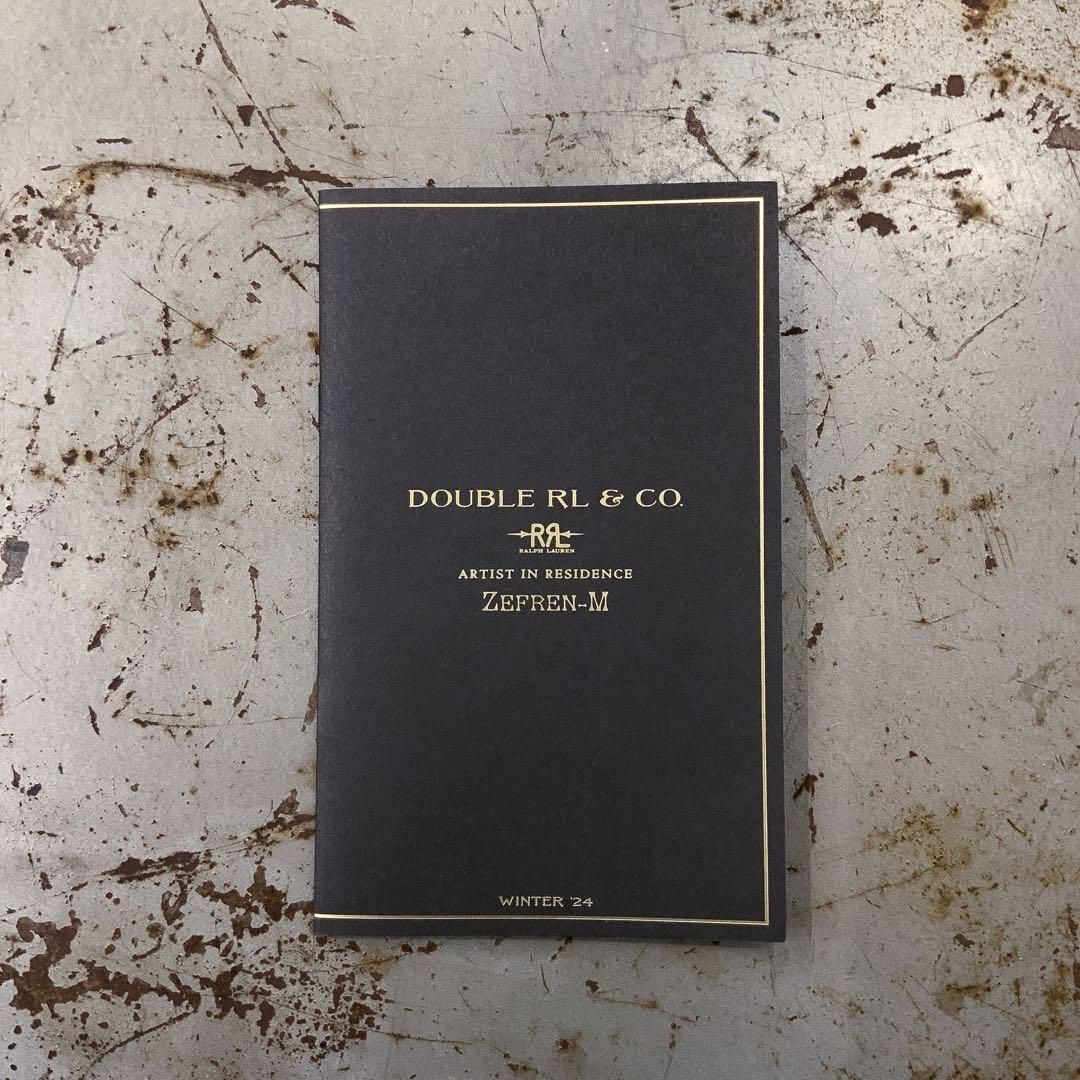 DOUBLE RL & CO.
RRL
RALPH LAUREN
ARTIST IN RESIDENCE
ZEFREN-M
WINTER '24